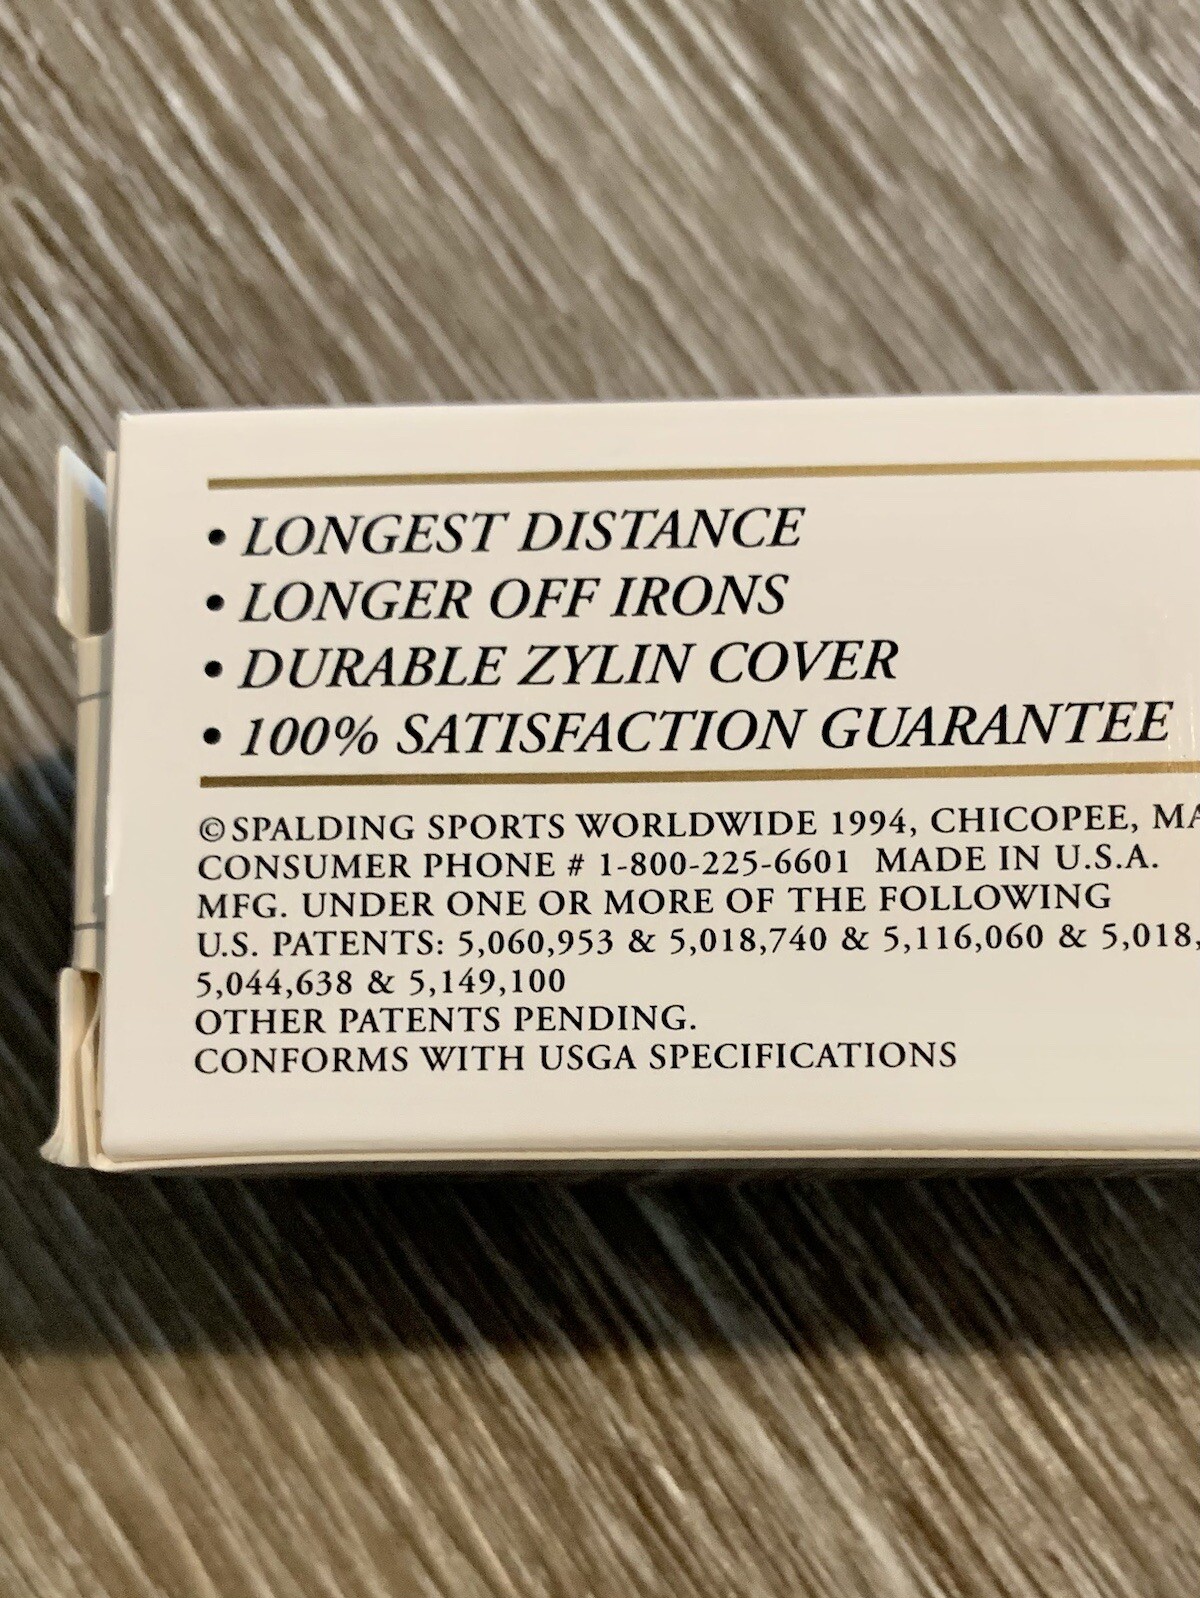 • LONGEST DISTANCE
• LONGER OFF IRONS
• DURABLE ZYLIN COVER
• 100% SATISFACTION GUARANTEE
© SPALDING SPORTS WORLDWIDE 1994, CHICOPEE, MA
CONSUMER PHONE # 1-800-225-6601 MADE IN U.S.A.
MFG. UNDER ONE OR MORE OF THE FOLLOWING
U.S. PATENTS: 5,060,953 & 5,018,740 & 5,116,060 & 5,018,
5,044,638 & 5,149,100
OTHER PATENTS PENDING.
CONFORMS WITH USGA SPECIFICATIONS